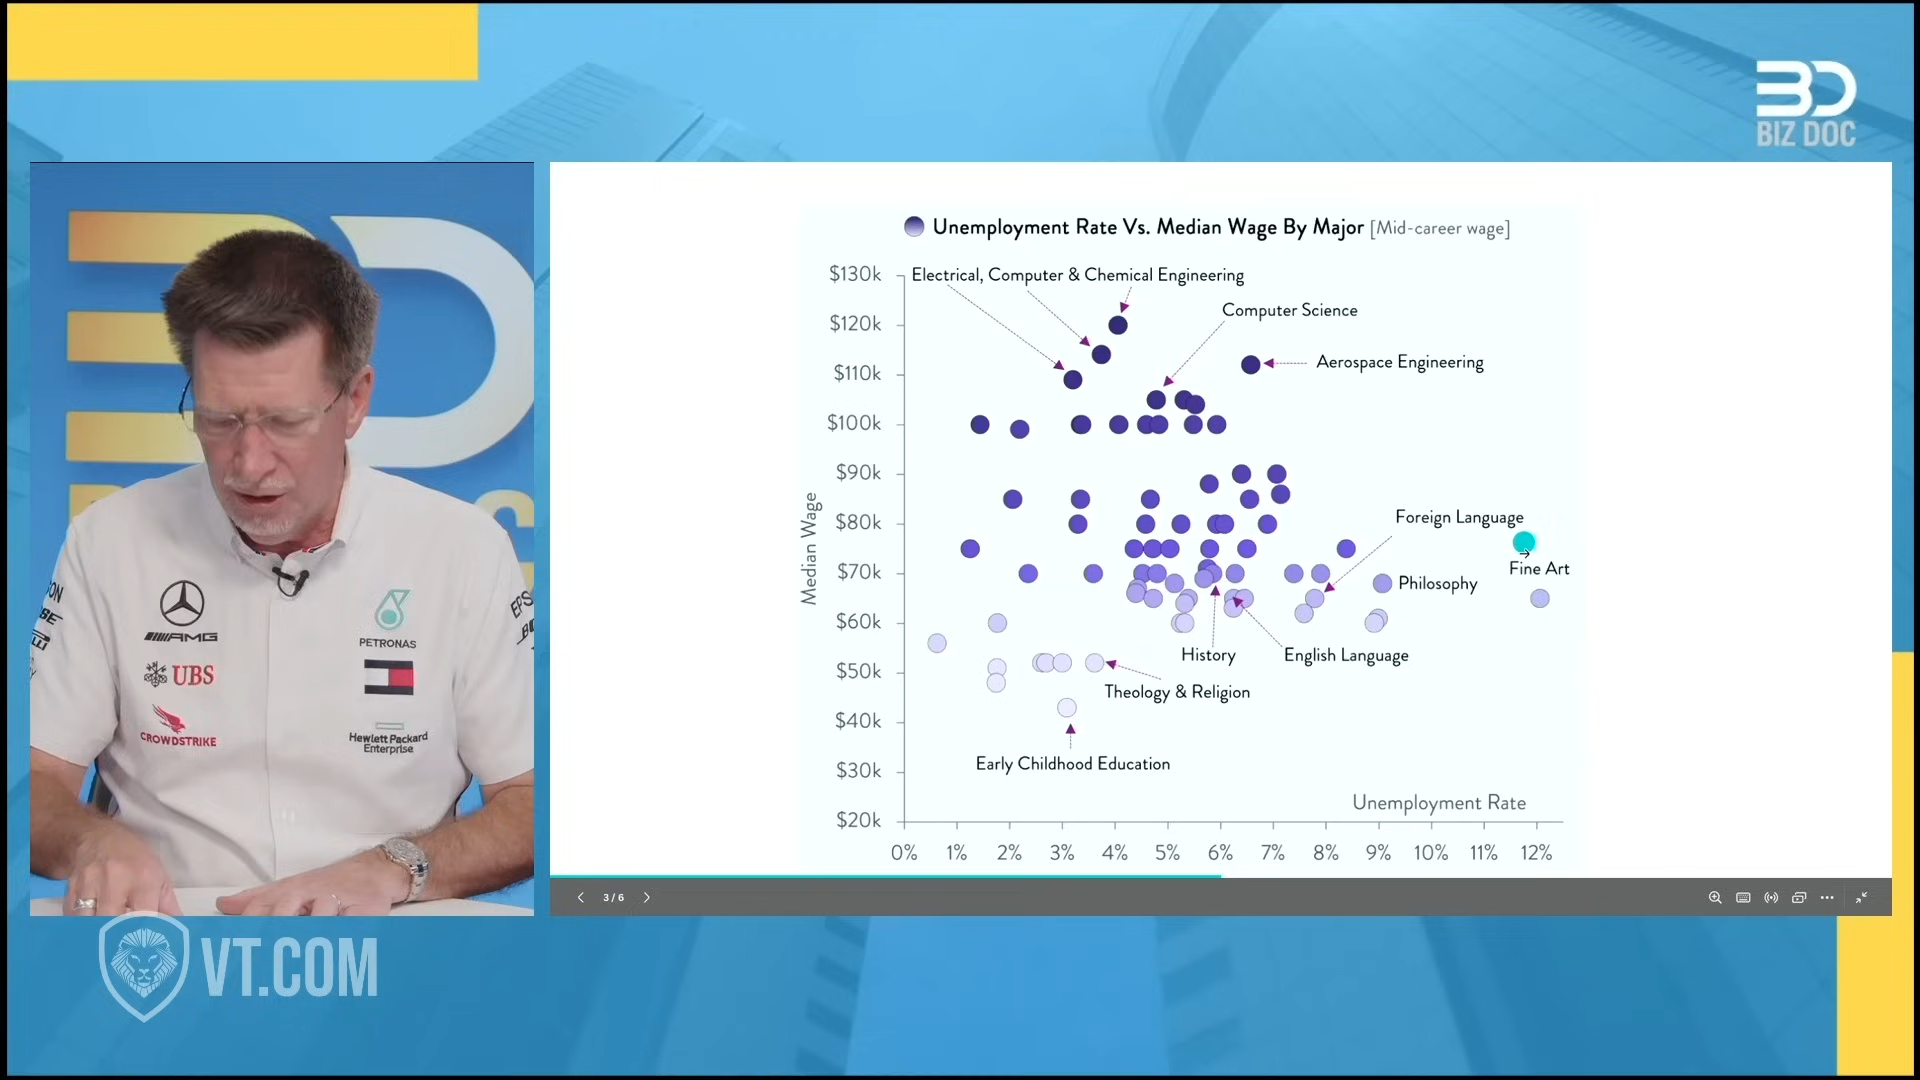 BIZ DOC
Unemployment Rate Vs. Median Wage By Major [Mid-career wage]
$130k
Electrical, Computer & Chemical Engineering
Computer Science
$120k
Aerospace Engineering
$110k
$100k
$90k
$80k
Foreign Language
Median Wage
$70k
Fine Art
Philosophy
$60k
History
English Language
$50k
Theology & Religion
$40k
Early Childhood Education
$30k
Unemployment Rate
$20k
0% 1% 2% 3% 4% 5% 6% 7% 8% 9% 10% 11% 12%
3 / 6
AMG
PETRONAS
UBS
CROWDSTRIKE
Hewlett Packard
Enterprise
VT.COM